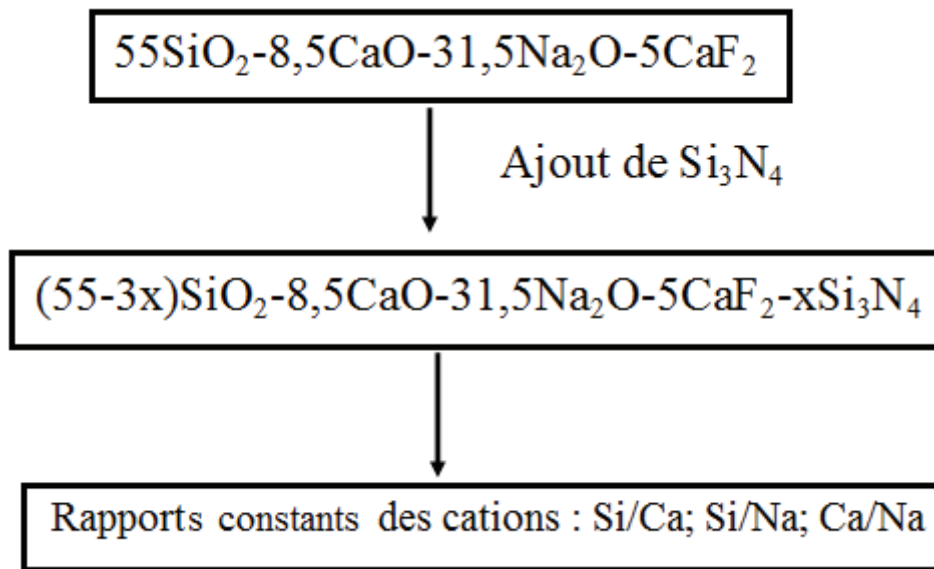 55SiO₂-8,5CaO-31,5Na₂O-5CaF₂
Ajout de Si₃N₄
(55-3x)SiO₂-8,5CaO-31,5Na₂O-5CaF₂-xSi₃N₄
Rapports constants des cations : Si/Ca; Si/Na; Ca/Na